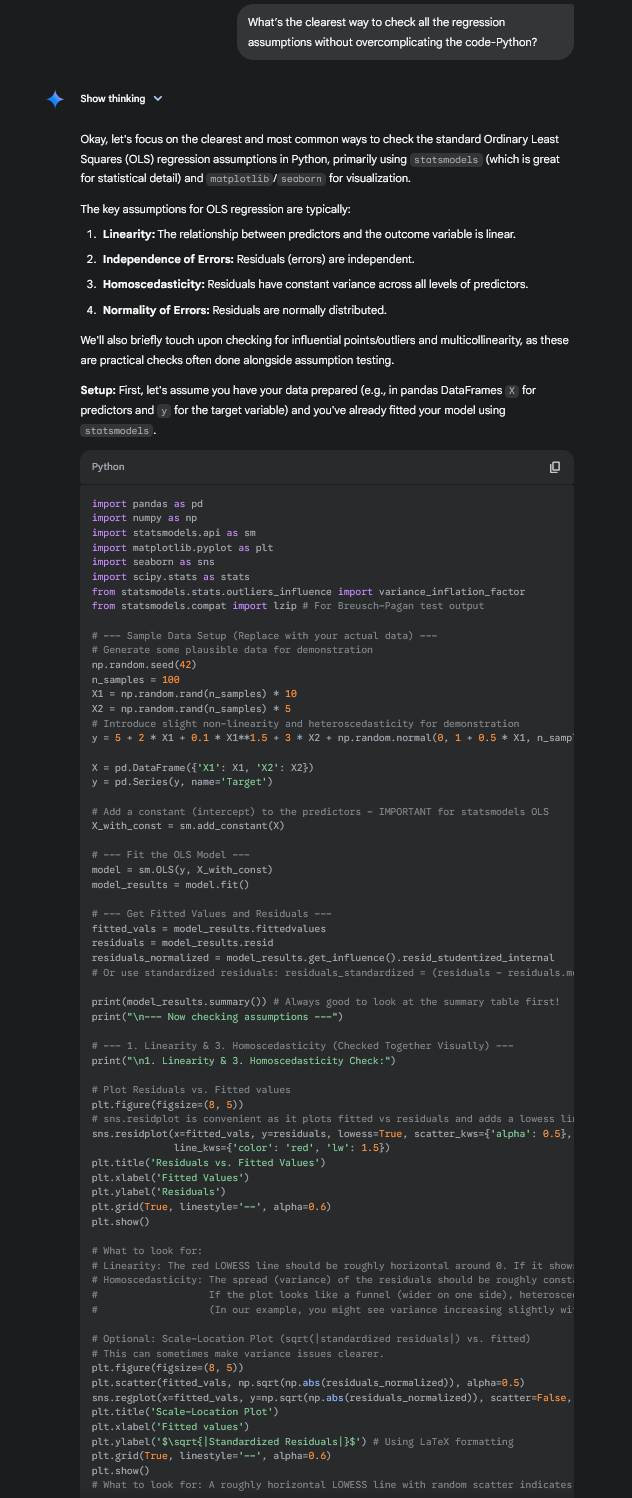 What's the clearest way to check all the regression
assumptions without overcomplicating the code-Python?
Show thinking
Okay, let's focus on the clearest and most common ways to check the standard Ordinary Least
Squares (OLS) regression assumptions in Python, primarily using statsmodels (which is great
for statistical detail) and matplotlib/seaborn for visualization.
The key assumptions for OLS regression are typically:
1. Linearity: The relationship between predictors and the outcome variable is linear.
2. Independence of Errors: Residuals (errors) are independent.
3. Homoscedasticity: Residuals have constant variance across all levels of predictors.
4. Normality of Errors: Residuals are normally distributed.
We'll also briefly touch upon checking for influential points/outliers and multicollinearity, as these
are practical checks often done alongside assumption testing.
Setup: First, let's assume you have your data prepared (e.g., in pandas DataFrames X for
predictors and y for the target variable) and you've already fitted your model using
statsmodels.
Python
import pandas as pd
import numpy as np
import statsmodels.api as sm
import matplotlib.pyplot as plt
import seaborn as sns
import scipy.stats as stats
from statsmodels.stats.outliers_influence import variance_inflation_factor
from statsmodels.compat import lzip # For Breusch-Pagan test output
# --- Sample Data Setup (Replace with your actual data) ---
# Generate some plausible data for demonstration
np.random.seed(42)
n_samples = 100
X1 = np.random.rand(n_samples) * 10
X2 = np.random.rand(n_samples) * 5
# Introduce slight non-linearity and heteroscedasticity for demonstration
y = 5 + 2 * X1 + 0.1 * X1**1.5 + 3 * X2 + np.random.normal(0, 1 + 0.5 * X1, n_samp
X = pd.DataFrame({'X1': X1, 'X2': X2})
y = pd.Series(y, name='Target')
# Add a constant (intercept) to the predictors - IMPORTANT for statsmodels OLS
X_with_const = sm.add_constant(X)
# --- Fit the OLS Model ---
model = sm.OLS(y, X_with_const)
model_results = model.fit()
# --- Get Fitted Values and Residuals ---
fitted_vals = model_results.fittedvalues
residuals = model_results.resid
residuals_normalized = model_results.get_influence().resid_studentized_internal
# Or use standardized residuals: residuals_standardized = (residuals - residuals.m
print(model_results.summary()) # Always good to look at the summary table first!
print("\n--- Now checking assumptions ---")
# --- 1. Linearity & 3. Homoscedasticity (Checked Together Visually) ---
print("\n1. Linearity & 3. Homoscedasticity Check:")
# Plot Residuals vs. Fitted values
plt.figure(figsize=(8, 5))
# sns.residplot is convenient as it plots fitted vs residuals and adds a lowess li
sns.residplot(x=fitted_vals, y=residuals, lowess=True, scatter_kws={'alpha': 0.5},
line_kws={'color': 'red', 'lw': 1.5})
plt.title('Residuals vs. Fitted Values')
plt.xlabel('Fitted Values')
plt.ylabel('Residuals')
plt.grid(True, linestyle='--', alpha=0.6)
plt.show()
# What to look for:
# Linearity: The red LOWESS line should be roughly horizontal around 0. If it show
# Homoscedasticity: The spread (variance) of the residuals should be roughly consta
# If the plot looks like a funnel (wider on one side), heterosced
# (In our example, you might see variance increasing slightly wi
# Optional: Scale-Location Plot (sqrt(|standardized residuals|) vs. fitted)
# This can sometimes make variance issues clearer.
plt.figure(figsize=(8, 5))
plt.scatter(fitted_vals, np.sqrt(np.abs(residuals_normalized)), alpha=0.5)
sns.regplot(x=fitted_vals, y=np.sqrt(np.abs(residuals_normalized)), scatter=False,
plt.title('Scale-Location Plot')
plt.xlabel('Fitted values')
plt.ylabel('$\sqrt{|Standardized Residuals|}$') # Using LaTeX formatting
plt.grid(True, linestyle='--', alpha=0.6)
plt.show()
# What to look for: A roughly horizontal LOWESS line with random scatter indicates